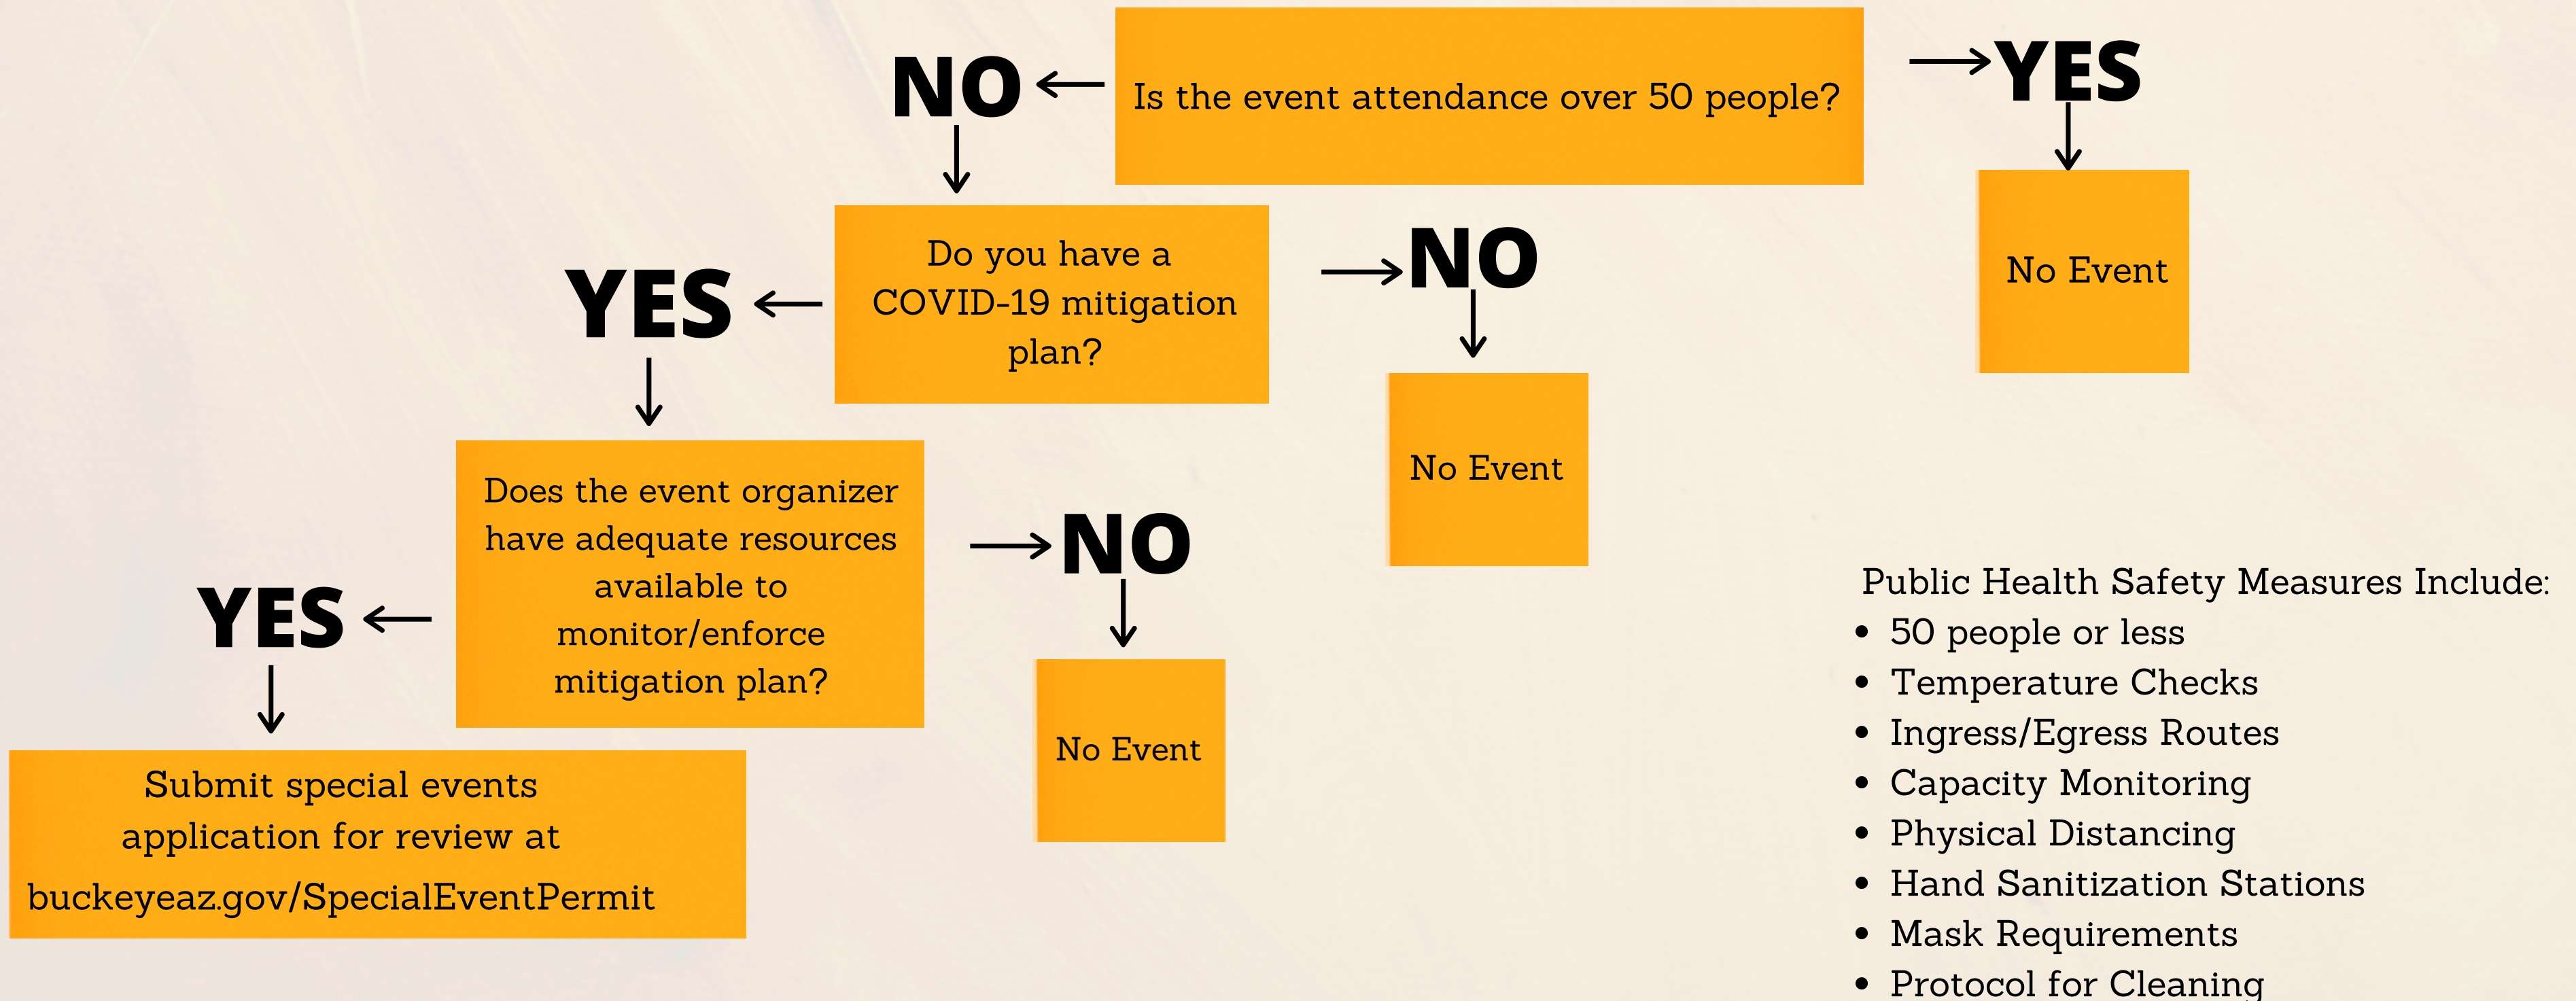 Is the event attendance over 50 people?
NO
YES
No Event
Do you have a
COVID-19 mitigation
plan?
YES
NO
No Event
Does the event organizer
have adequate resources
available to
monitor/enforce
mitigation plan?
YES
NO
No Event
Submit special events
application for review at
buckeyeaz.gov/SpecialEventPermit
Public Health Safety Measures Include:
• 50 people or less
• Temperature Checks
• Ingress/Egress Routes
• Capacity Monitoring
• Physical Distancing
• Hand Sanitization Stations
• Mask Requirements
• Protocol for Cleaning